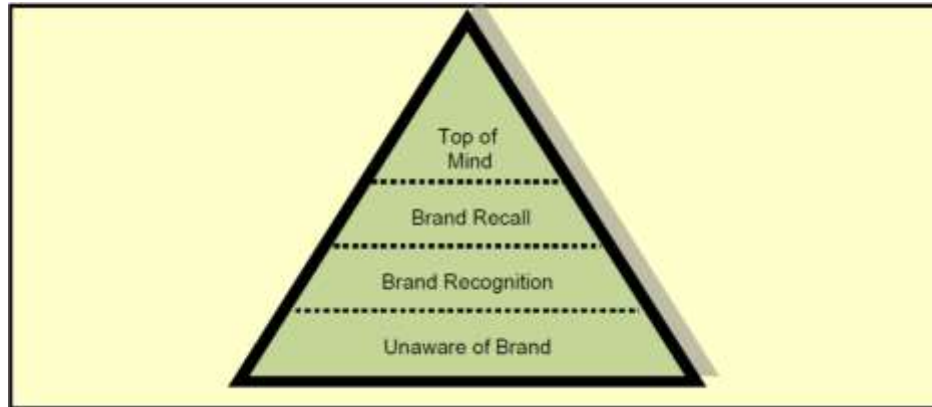 Top of
Mind
Brand Recall
Brand Recognition
Unaware of Brand